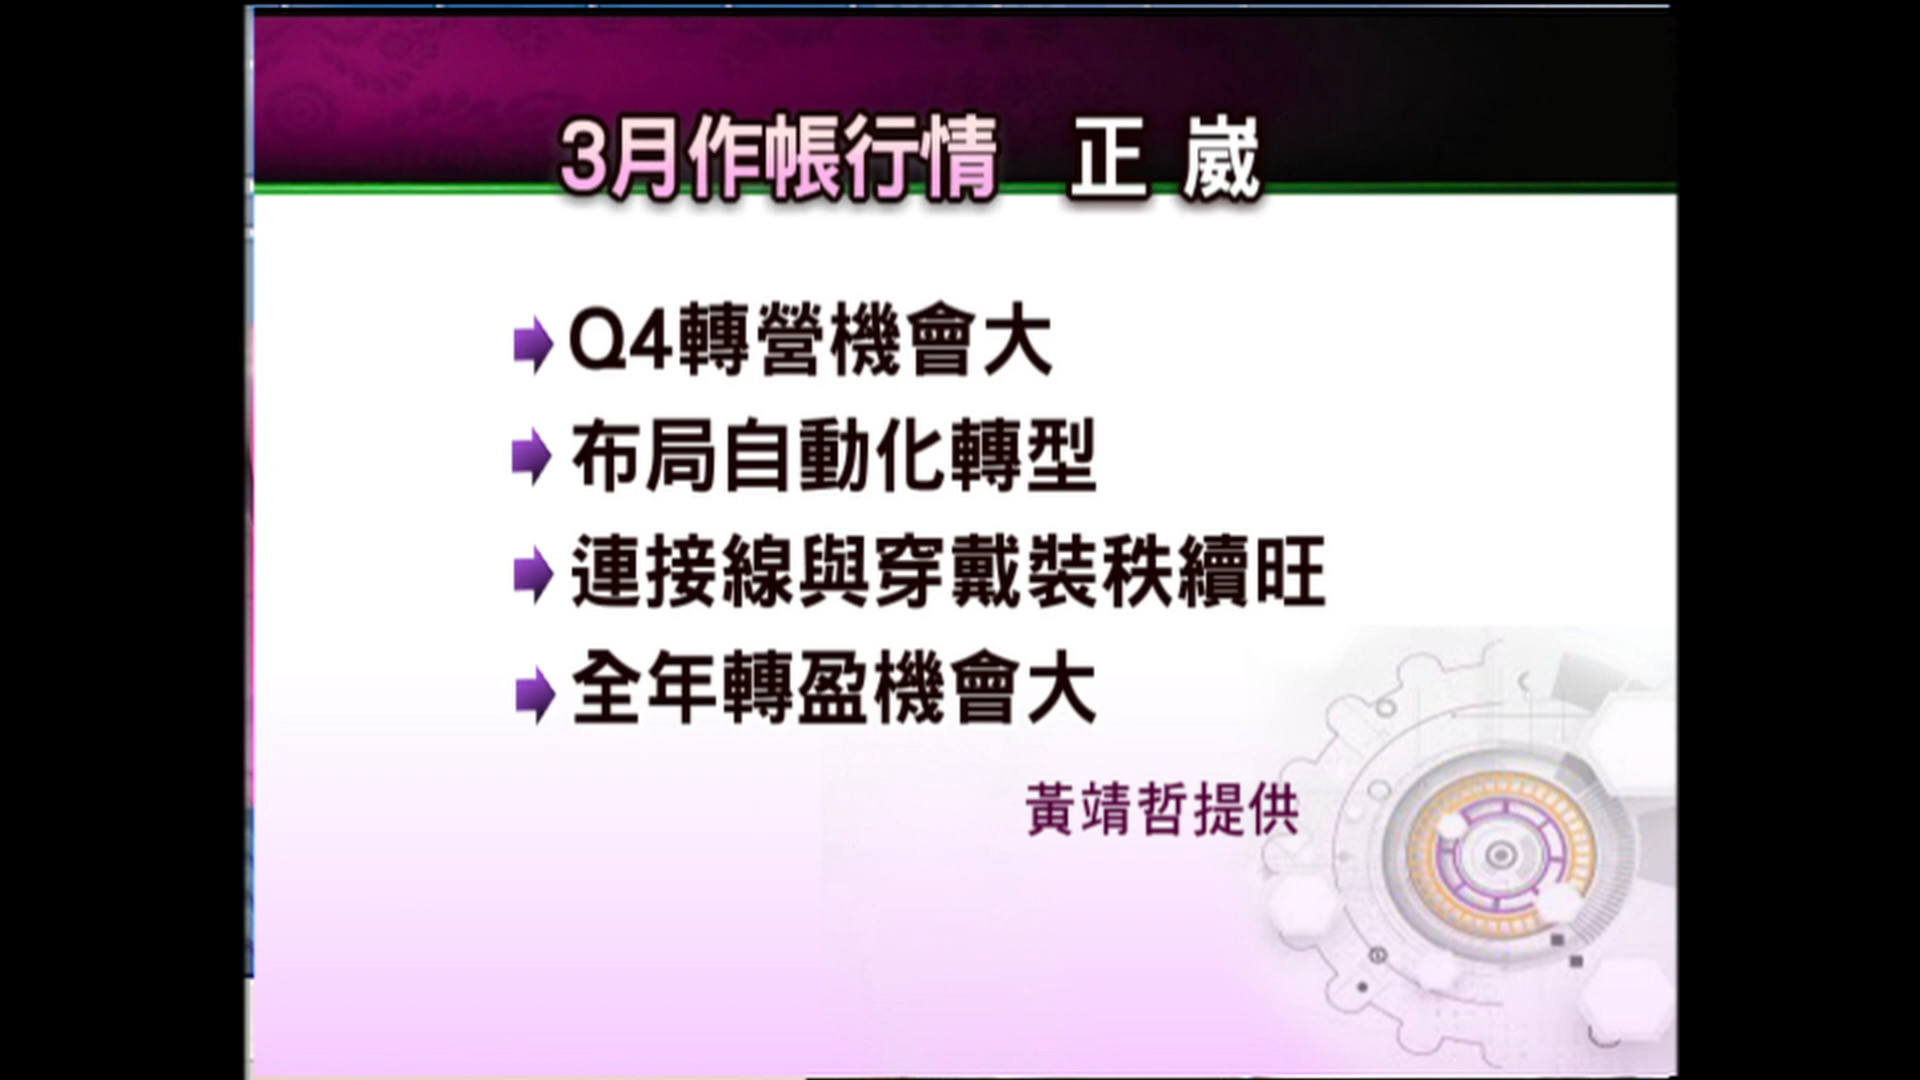 3月作帳行情 正崴
Q4轉營機會大
布局自動化轉型
連接線與穿戴裝秩續旺
全年轉盈機會大
黃靖哲提供